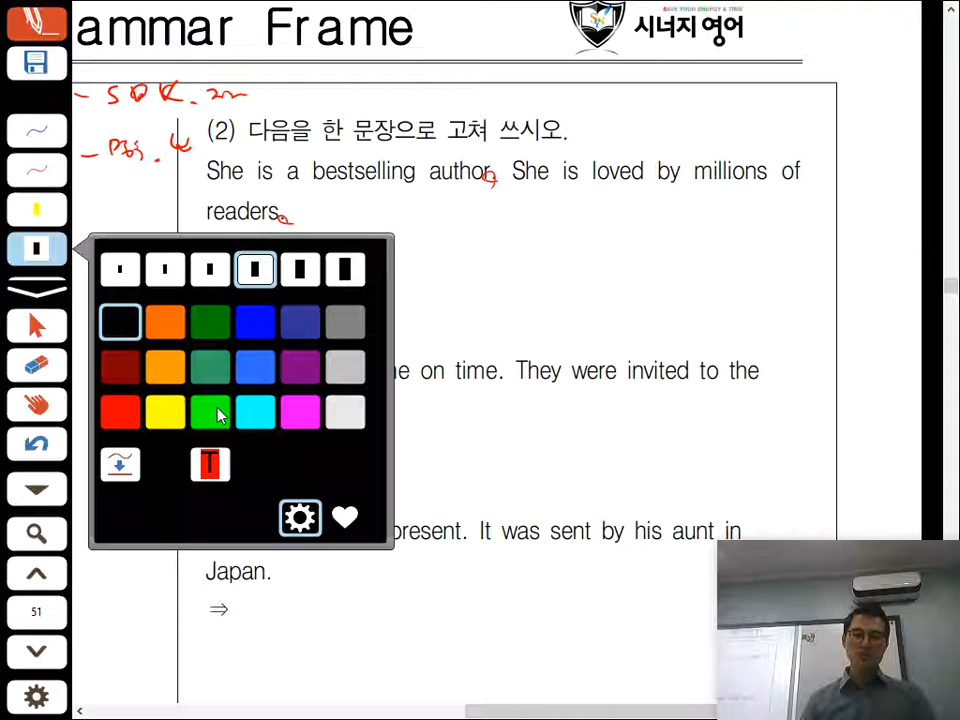 ammar Frame
SAVE YOUR ENERGY & TIME
시너지영어
(2) 다음을 한 문장으로 고쳐 쓰시오.
She is a bestselling author. She is loved by millions of
readers.
e on time. They were invited to the
present. It was sent by his aunt in
Japan.
⇒
T
51